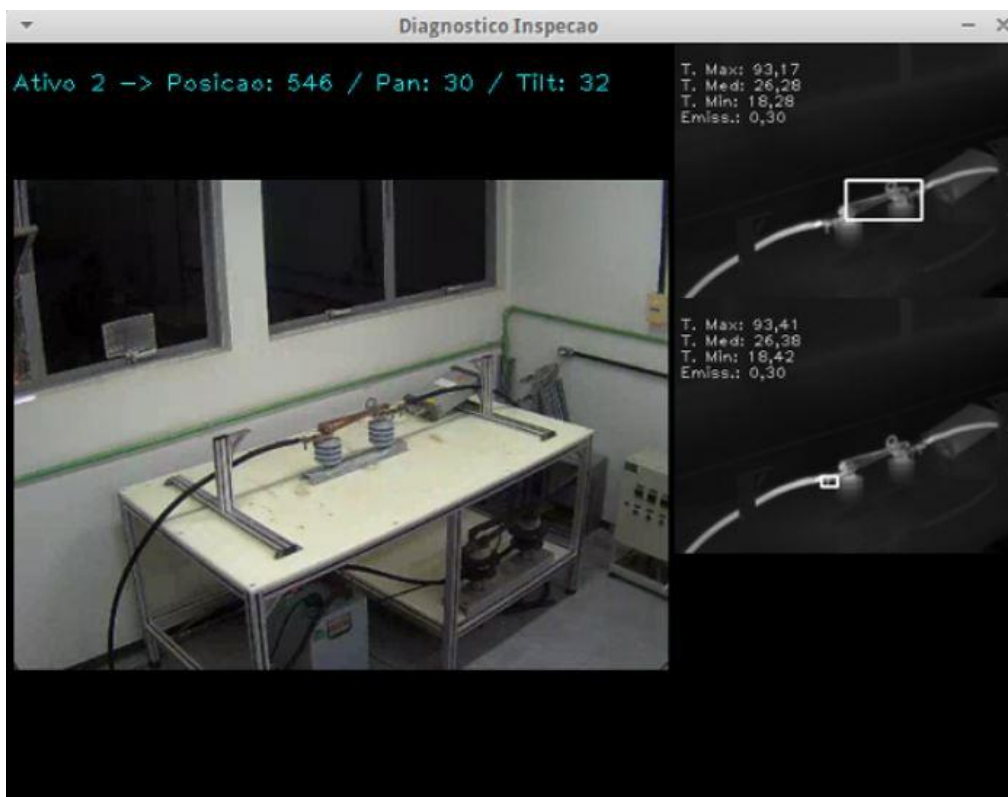 Diagnostico Inspecao
Ativo 2 -> Posicao: 546 / Pan: 30 / Tilt: 32
T. Max: 93,17
T. Med: 26,28
T. Min: 18,28
Emiss.: 0,30
T. Max: 93,41
T. Med: 26,38
T. Min: 18,42
Emiss.: 0,30